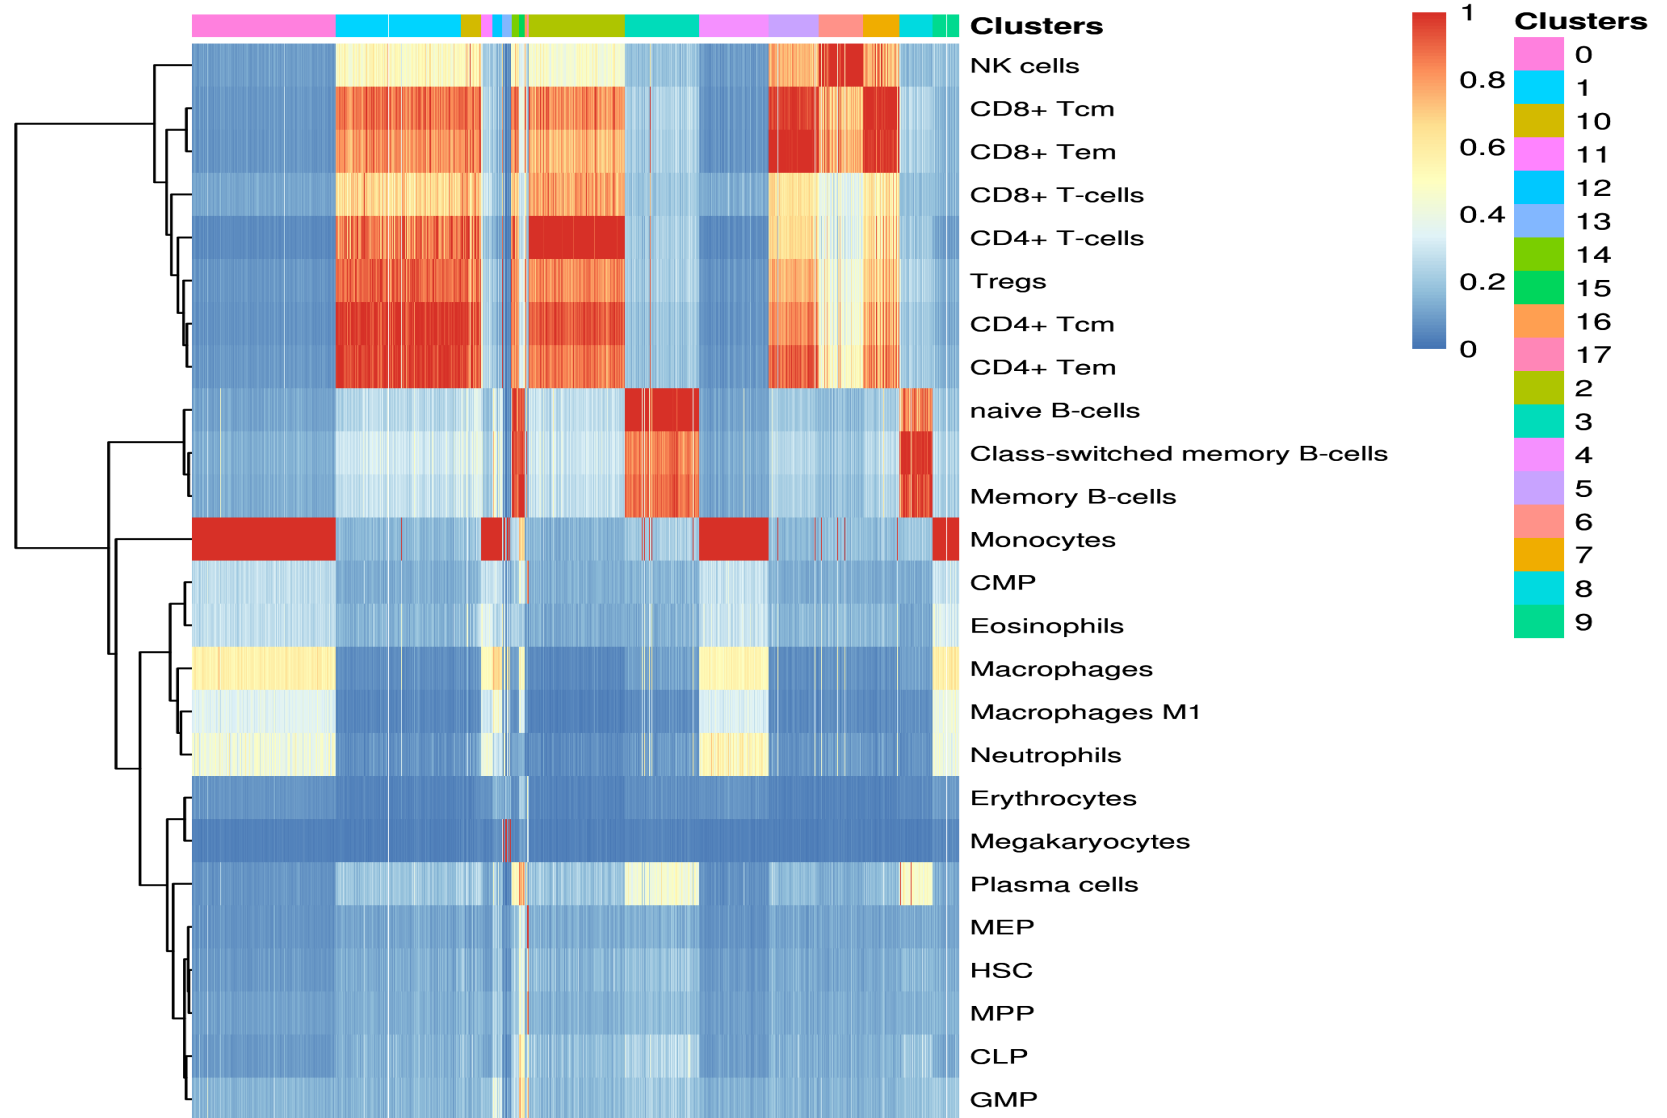 Clusters
NK cells
CD8+ Tcm
CD8+ Tem
CD8+ T-cells
CD4+ T-cells
Tregs
CD4+ Tcm
CD4+ Tem
naive B-cells
Class-switched memory B-cells
Memory B-cells
Monocytes
CMP
Eosinophils
Macrophages
Macrophages M1
Neutrophils
Erythrocytes
Megakaryocytes
Plasma cells
MEP
HSC
MPP
CLP
GMP
1
0.8
0.6
0.4
0.2
0
Clusters
0
1
10
11
12
13
14
15
16
17
2
3
4
5
6
7
8
9